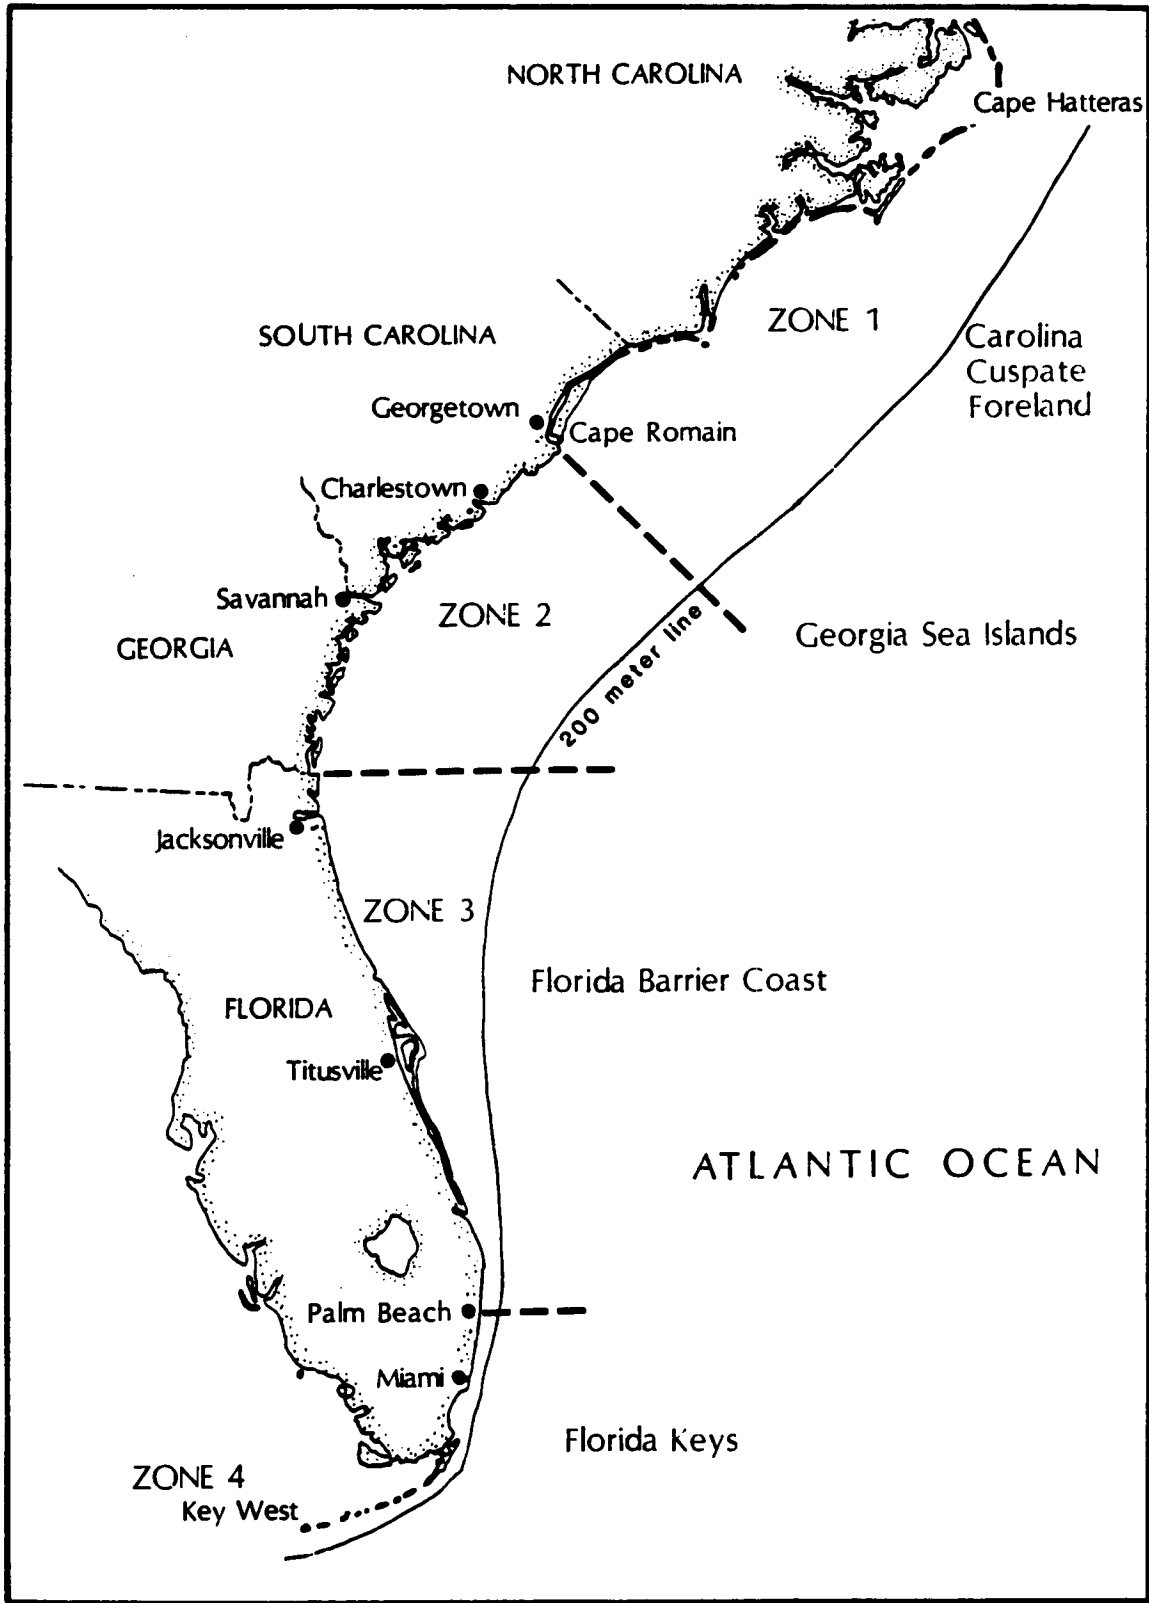 NORTH CAROLINA
Cape Hatteras
ZONE 1
SOUTH CAROLINA
Carolina
Cuspate
Foreland
Georgetown
Cape Romain
Charlestown
Savannah
ZONE 2
GEORGIA
Georgia Sea Islands
200 meter line
Jacksonville
ZONE 3
FLORIDA
Florida Barrier Coast
Titusville
ATLANTIC OCEAN
Palm Beach
Miami
Florida Keys
ZONE 4
Key West